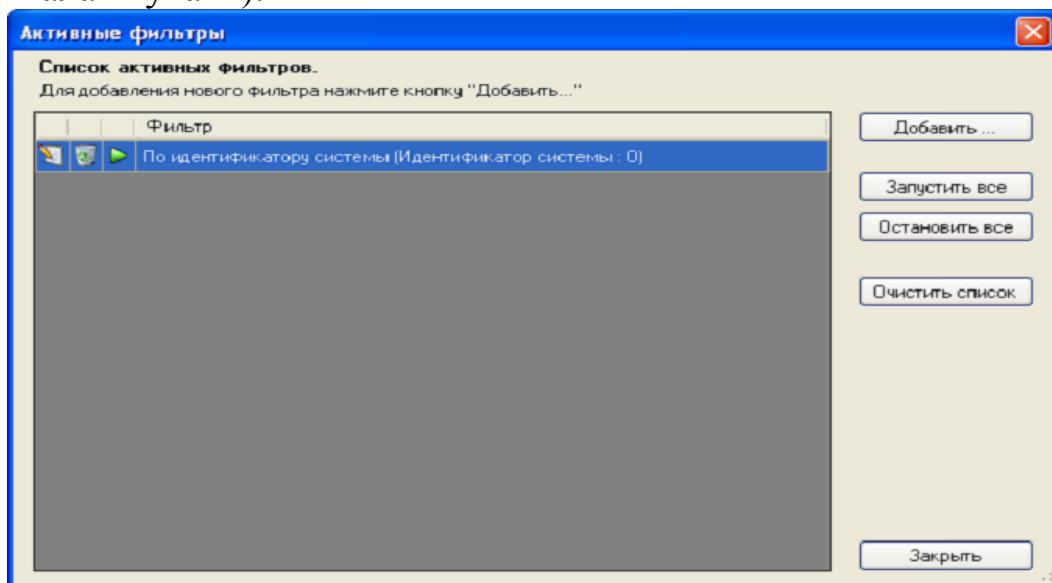 Активные фильтры
Список активных фильтров.
Для добавления нового фильтра нажмите кнопку "Добавить..."
Фильтр
Добавить ...
По идентификатору системы (Идентификатор системы : 0)
Запустить все
Остановить все
Очистить список
Закрыть